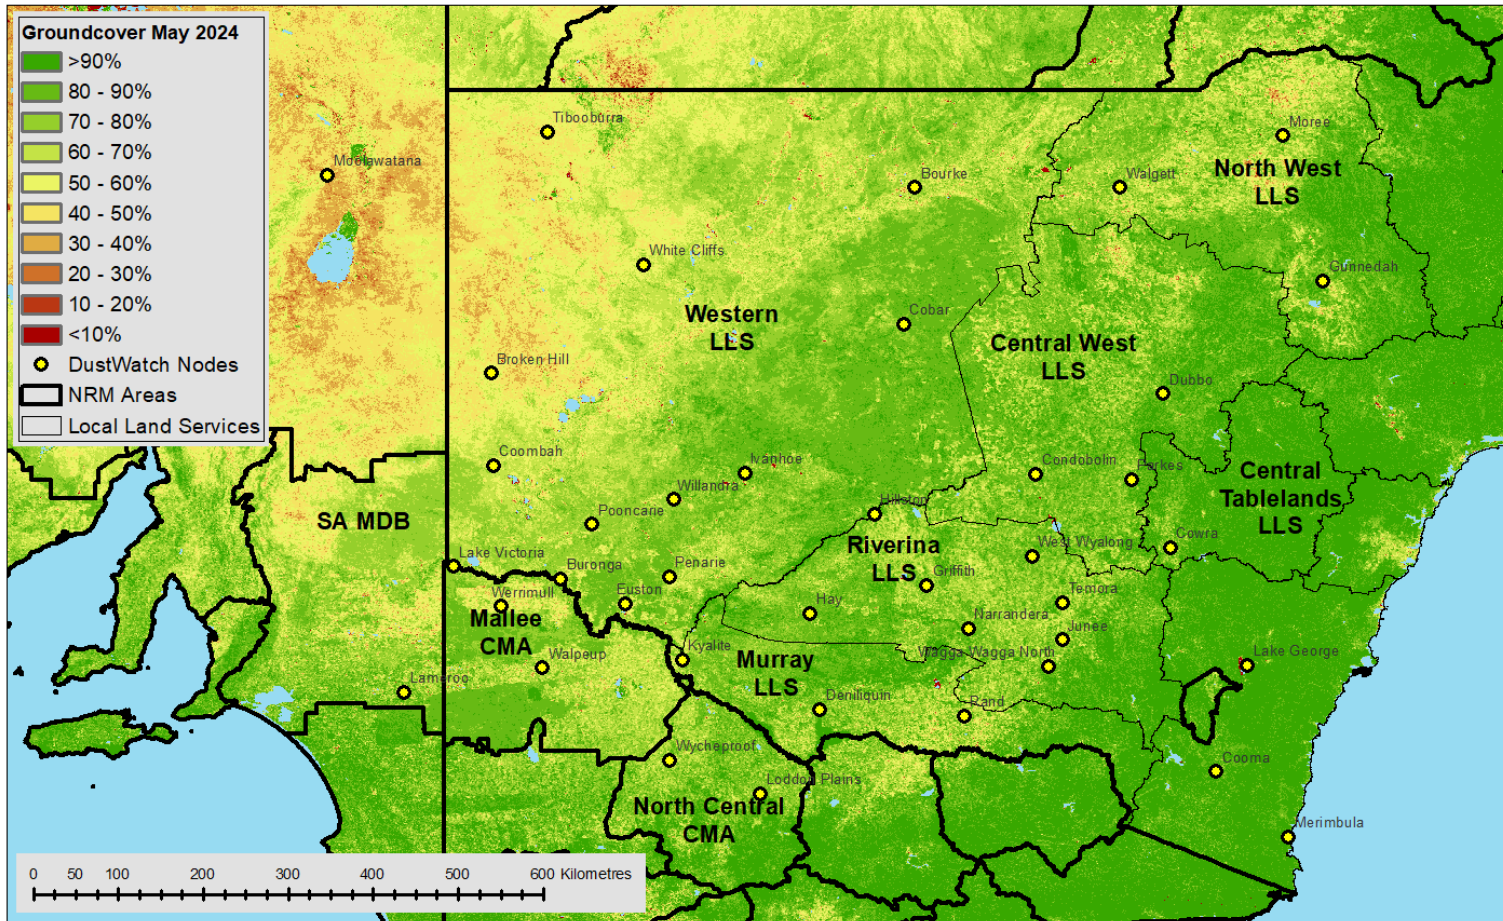 Groundcover May 2024
>90%
80 - 90%
70 - 80%
60 - 70%
50 - 60%
40 - 50%
30 - 40%
20 - 30%
10 - 20%
<10%
DustWatch Nodes
NRM Areas
Local Land Services
Tibooburra
Moolawatana
Moree
Bourke
Walgett
North West
LLS
White Cliffs
Gunnedah
Western
LLS
Cobar
Central West
LLS
Broken Hill
Dubbo
Coombah
Ivanhoe
Condobolin
Parkes
Willandra
Central
Tablelands
LLS
SA MDB
Pooncarie
Hillston
Riverina
LLS
West Wyalong
Cowra
Lake Victoria
Buronga
Penarie
Griffith
Werrimull
Euston
Temora
Mallee
CMA
Hay
Narrandera
Junee
Walpeup
Kyalite
Murray
LLS
Wagga Wagga North
Lake George
Lameroo
Deniliquin
Rand
Wycheproof
Cooma
Loddon Plains
North Central
CMA
Merimbula
0 50 100 200 300 400 500 600 Kilometres